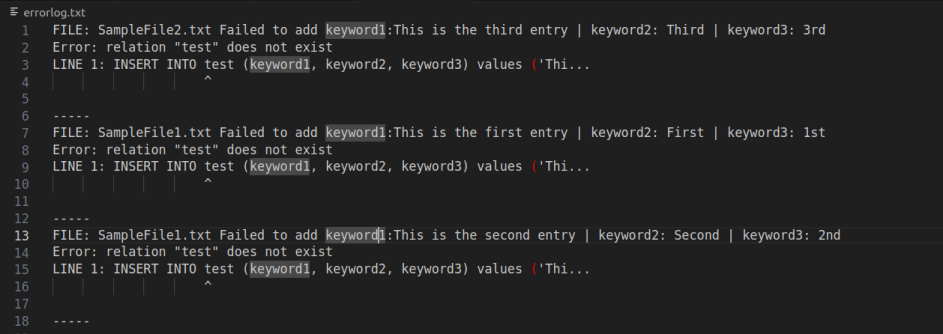 errorlog.txt
1 FILE: SampleFile2.txt Failed to add keyword1:This is the third entry | keyword2: Third | keyword3: 3rd
2 Error: relation "test" does not exist
3 LINE 1: INSERT INTO test (keyword1, keyword2, keyword3) values ('Thi...
4 ^
5
6 -----
7 FILE: SampleFile1.txt Failed to add keyword1:This is the first entry | keyword2: First | keyword3: 1st
8 Error: relation "test" does not exist
9 LINE 1: INSERT INTO test (keyword1, keyword2, keyword3) values ('Thi...
10 ^
11
12 -----
13 FILE: SampleFile1.txt Failed to add keyword1:This is the second entry | keyword2: Second | keyword3: 2nd
14 Error: relation "test" does not exist
15 LINE 1: INSERT INTO test (keyword1, keyword2, keyword3) values ('Thi...
16 ^
17
18 -----